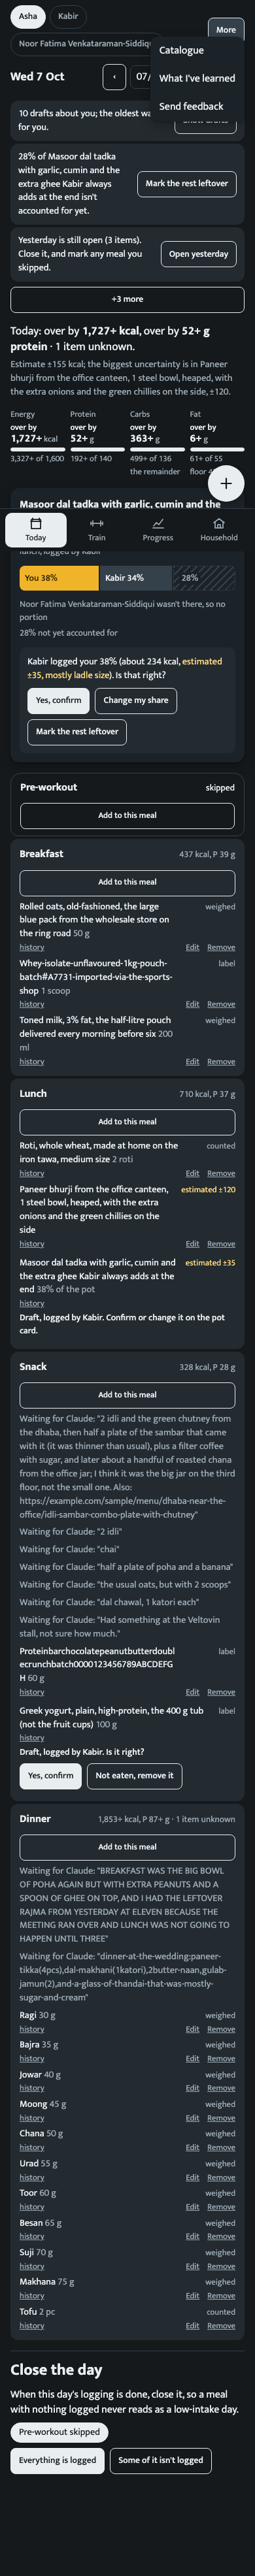 Asha
Kabir
More
Noor Fatima Venkataraman-Siddiqu
Catalogue
What I've learned
Send feedback
Wed 7 Oct
‹
07/
10 drafts about you; the oldest wa
for you.
28% of Masoor dal tadka
with garlic, cumin and the
extra ghee Kabir always
adds at the end isn't
accounted for yet.
Mark the rest leftover
Yesterday is still open (3 items).
Close it, and mark any meal you
skipped.
Open yesterday
+3 more
Today: over by 1,727+ kcal, over by 52+ g
protein · 1 item unknown.
Estimate ±155 kcal; the biggest uncertainty is in Paneer
bhurji from the office canteen, 1 steel bowl, heaped, with
the extra onions and the green chillies on the side, ±120.
Energy
over by
1,727+ kcal
3,327+ of 1,600
Protein
over by
52+ g
192+ of 140
Carbs
over by
363+ g
499+ of 136
the remainder
Fat
over by
6+ g
61+ of 55
+
Masoor dal tadka with garlic, cumin and the
Today
Train
Progress
Household
You 38%
Kabir 34%
28%
Noor Fatima Venkataraman-Siddiqui wasn't there, so no
portion
28% not yet accounted for
Kabir logged your 38% (about 234 kcal, estimated
±35, mostly ladle size). Is that right?
Yes, confirm
Change my share
Mark the rest leftover
Pre-workout
skipped
Add to this meal
Breakfast
437 kcal, P 39 g
Add to this meal
Rolled oats, old-fashioned, the large
blue pack from the wholesale store on
the ring road 50 g
weighed
history
Edit Remove
Whey-isolate-unflavoured-1kg-pouch-
batch#A7731-imported-via-the-sports-
shop 1 scoop
label
history
Edit Remove
Toned milk, 3% fat, the half-litre pouch
delivered every morning before six 200
ml
weighed
history
Edit Remove
Lunch
710 kcal, P 37 g
Add to this meal
Roti, whole wheat, made at home on the
iron tawa, medium size 2 roti
counted
history
Edit Remove
Paneer bhurji from the office canteen,
1 steel bowl, heaped, with the extra
onions and the green chillies on the
side
estimated ±120
history
Edit Remove
Masoor dal tadka with garlic, cumin and
the extra ghee Kabir always adds at the
end 38% of the pot
estimated ±35
history
Draft, logged by Kabir. Confirm or change it on the pot
card.
Snack
328 kcal, P 28 g
Add to this meal
Waiting for Claude: "2 idli and the green chutney from
the dhaba, then half a plate of the sambar that came
with it (it was thinner than usual), plus a filter coffee
with sugar, and later about a handful of roasted chana
from the office jar; I think it was the big jar on the third
floor, not the small one. Also:
https://example.com/sample/menu/dhaba-near-the-
office/idli-sambar-combo-plate-with-chutney"
Waiting for Claude: "2 idli"
Waiting for Claude: "chai"
Waiting for Claude: "half a plate of poha and a banana"
Waiting for Claude: "the usual oats, but with 2 scoops"
Waiting for Claude: "dal chawal, 1 katori each"
Waiting for Claude: "Had something at the Veltovin
stall, not sure how much."
Proteinbarchocolatepeanutbutterdoubl
ecrunchbatch0000123456789ABCDEFG
H 60 g
label
history
Edit Remove
Greek yogurt, plain, high-protein, the 400 g tub
(not the fruit cups) 100 g
label
history
Draft, logged by Kabir. Is it right?
Yes, confirm
Not eaten, remove it
Dinner
1,853+ kcal, P 87+ g · 1 item unknown
Add to this meal
Waiting for Claude: "BREAKFAST WAS THE BIG BOWL
OF POHA AGAIN BUT WITH EXTRA PEANUTS AND A
SPOON OF GHEE ON TOP, AND I HAD THE LEFTOVER
RAJMA FROM YESTERDAY AT ELEVEN BECAUSE THE
MEETING RAN OVER AND LUNCH WAS NOT GOING TO
HAPPEN UNTIL THREE"
Waiting for Claude: "dinner-at-the-wedding:paneer-
tikka(4pcs),dal-makhani(1katori),2butter-naan,gulab-
jamun(2),and-a-glass-of-thandai-that-was-mostly-
sugar-and-cream"
Ragi 30 g
weighed
history
Edit Remove
Bajra 35 g
weighed
history
Edit Remove
Jowar 40 g
weighed
history
Edit Remove
Moong 45 g
weighed
history
Edit Remove
Chana 50 g
weighed
history
Edit Remove
Urad 55 g
weighed
history
Edit Remove
Toor 60 g
weighed
history
Edit Remove
Besan 65 g
weighed
history
Edit Remove
Suji 70 g
weighed
history
Edit Remove
Makhana 75 g
weighed
history
Edit Remove
Tofu 2 pc
counted
history
Edit Remove
Close the day
When this day's logging is done, close it, so a meal
with nothing logged never reads as a low-intake day.
Pre-workout skipped
Everything is logged
Some of it isn't logged